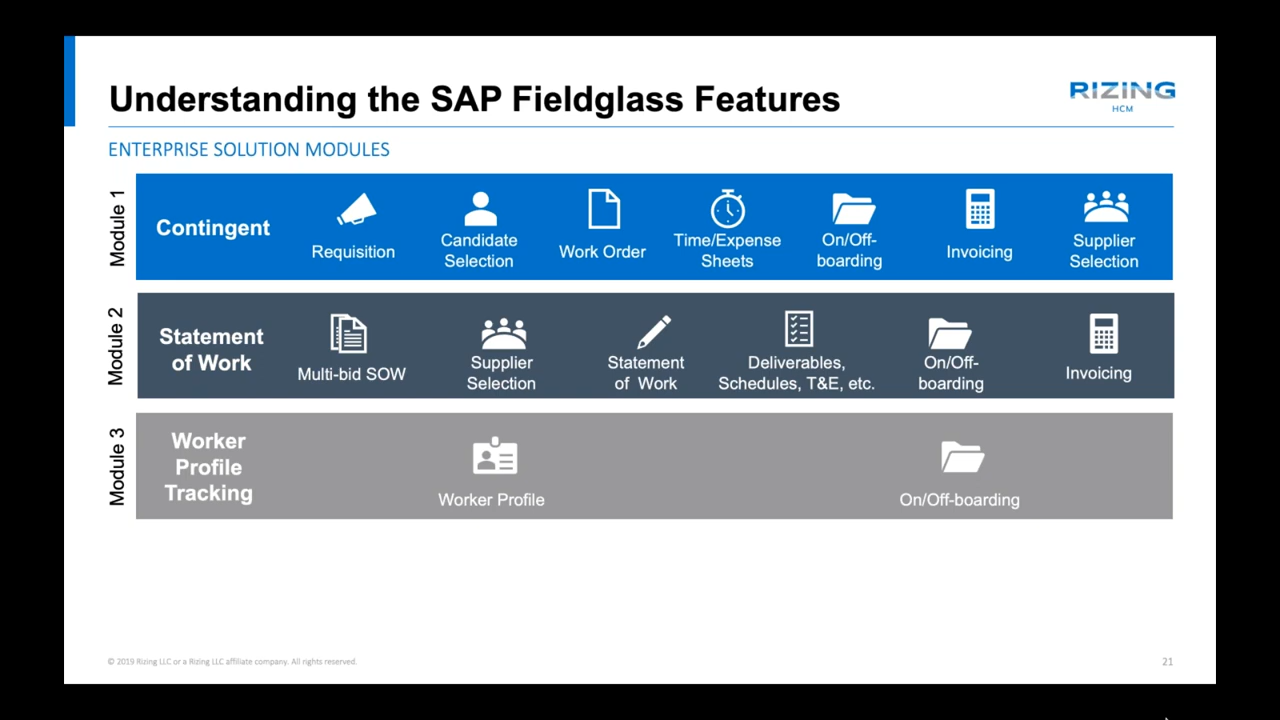 Understanding the SAP Fieldglass Features
RIZING
HCM
ENTERPRISE SOLUTION MODULES
Module 1
Contingent
Requisition
Candidate
Selection
Work Order
Time/Expense
Sheets
On/Off-
boarding
Invoicing
Supplier
Selection
Module 2
Statement
of Work
Multi-bid SOW
Supplier
Selection
Statement
of Work
Deliverables,
Schedules, T&E, etc.
On/Off-
boarding
Invoicing
Module 3
Worker
Profile
Tracking
Worker Profile
On/Off-boarding
© 2019 Rizing LLC or a Rizing LLC affiliate company. All rights reserved.
21